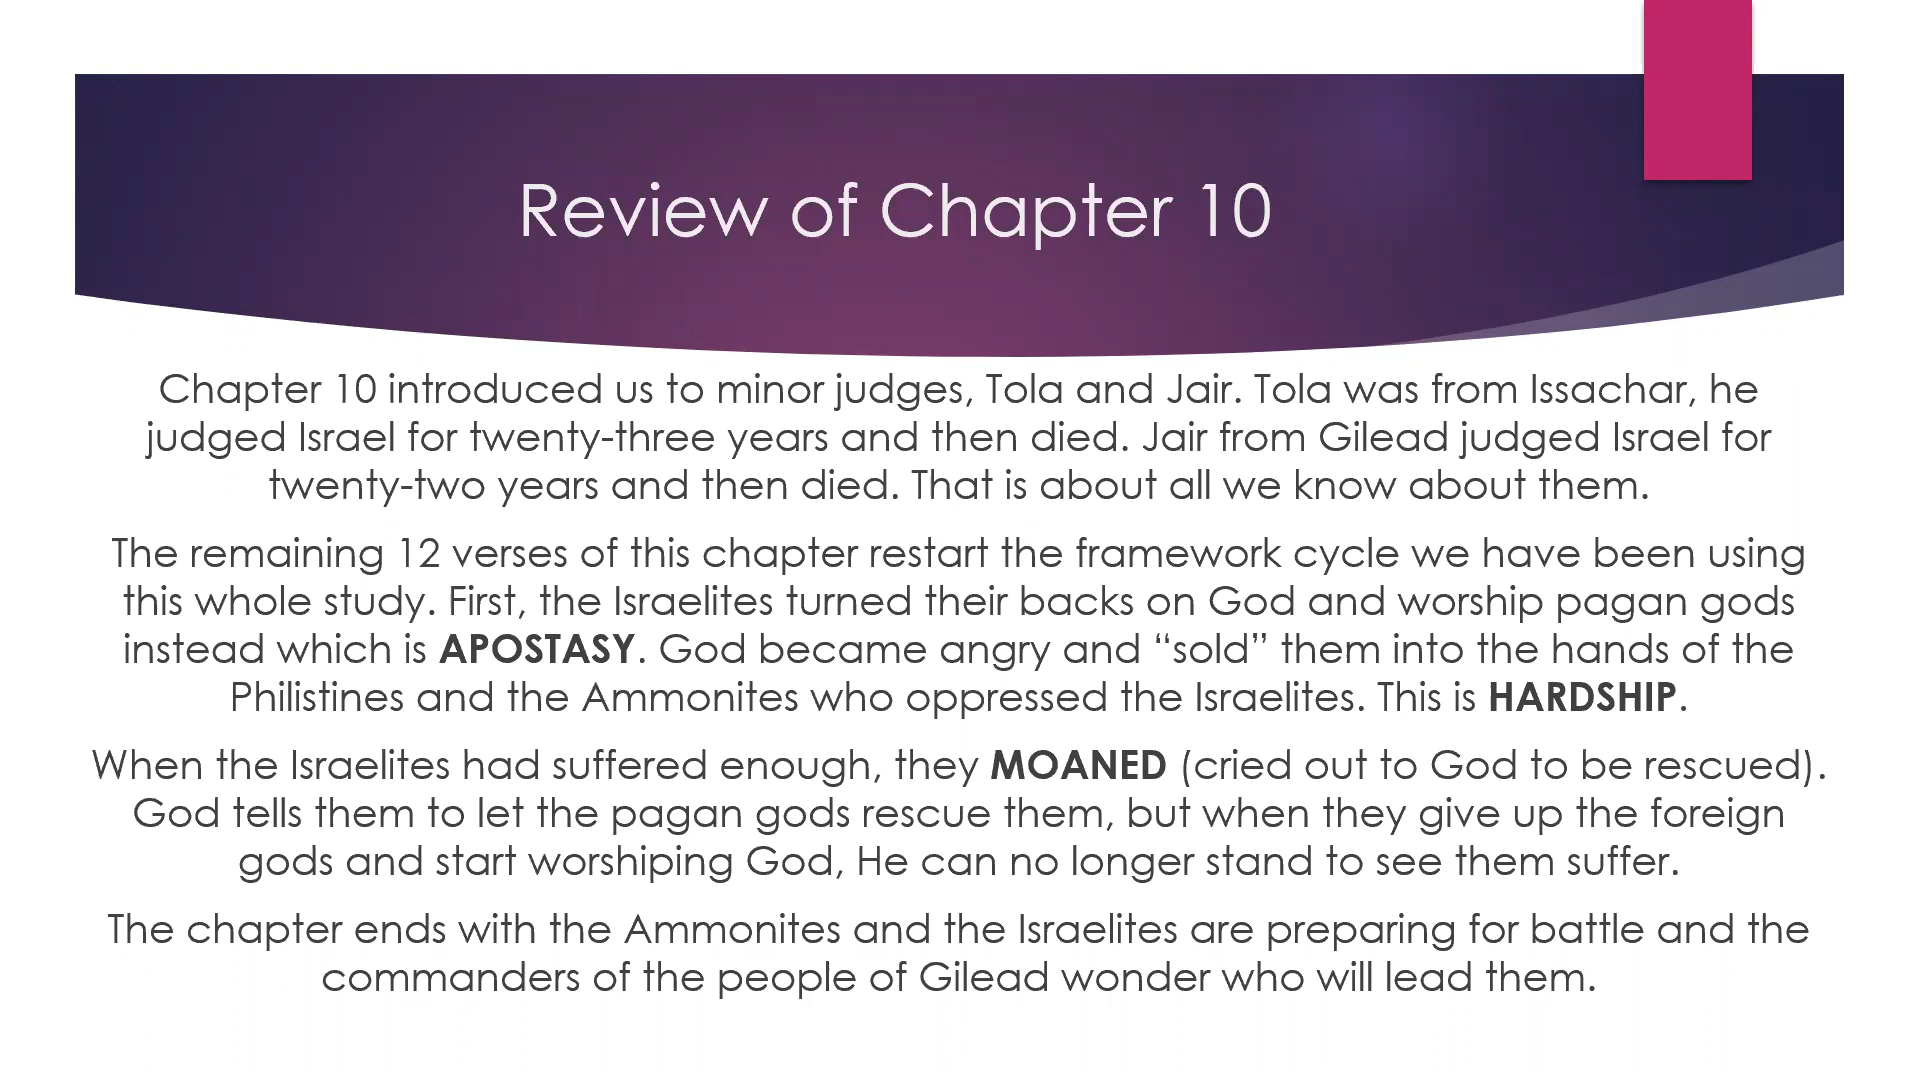 Review of Chapter 10
Chapter 10 introduced us to minor judges, Tola and Jair. Tola was from Issachar, he
judged Israel for twenty-three years and then died. Jair from Gilead judged Israel for
twenty-two years and then died. That is about all we know about them.
The remaining 12 verses of this chapter restart the framework cycle we have been using
this whole study. First, the Israelites turned their backs on God and worship pagan gods
instead which is APOSTASY. God became angry and “sold” them into the hands of the
Philistines and the Ammonites who oppressed the Israelites. This is HARDSHIP.
When the Israelites had suffered enough, they MOANED (cried out to God to be rescued).
God tells them to let the pagan gods rescue them, but when they give up the foreign
gods and start worshiping God, He can no longer stand to see them suffer.
The chapter ends with the Ammonites and the Israelites are preparing for battle and the
commanders of the people of Gilead wonder who will lead them.